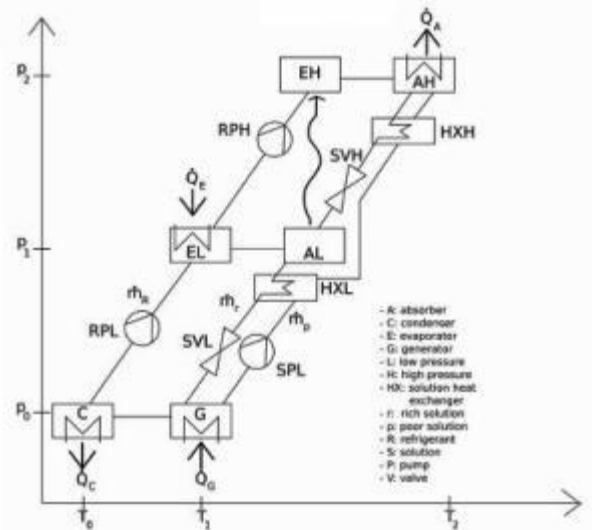 Q̇A
p2
EH
AH
RPH
HXH
SVH
Q̇E
p1
EL
AL
HXL
ṁR
ṁr
ṁp
RPL
SVL
SPL
- A: absorber
- C: condenser
- E: evaporator
- G: generator
- L: low pressure
- H: high pressure
- HX: solution heat
exchanger
- r: rich solution
- p: poor solution
- R: refrigerant
- S: solution
- P: pump
- V: valve
p0
C
G
Q̇C
Q̇G
T0
T1